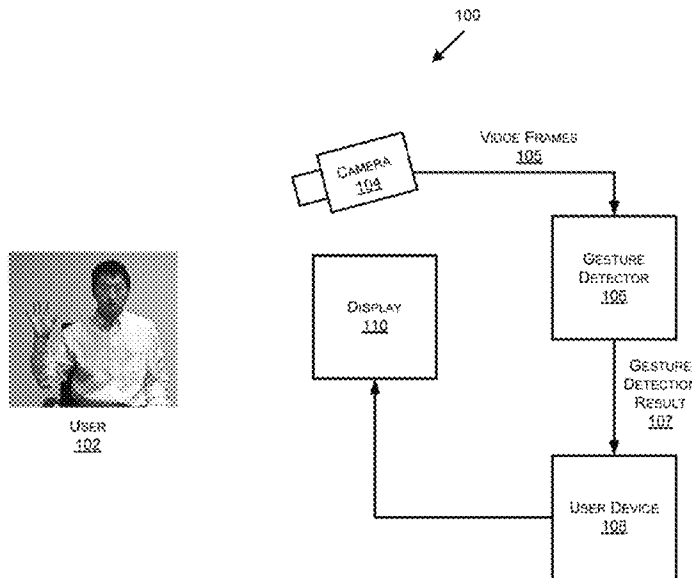 100
VIDOE FRAMES
105
CAMERA
104
GESTURE
DETECTOR
106
DISPLAY
110
GESTURE
DETECTION
RESULT
107
USER
102
USER DEVICE
108